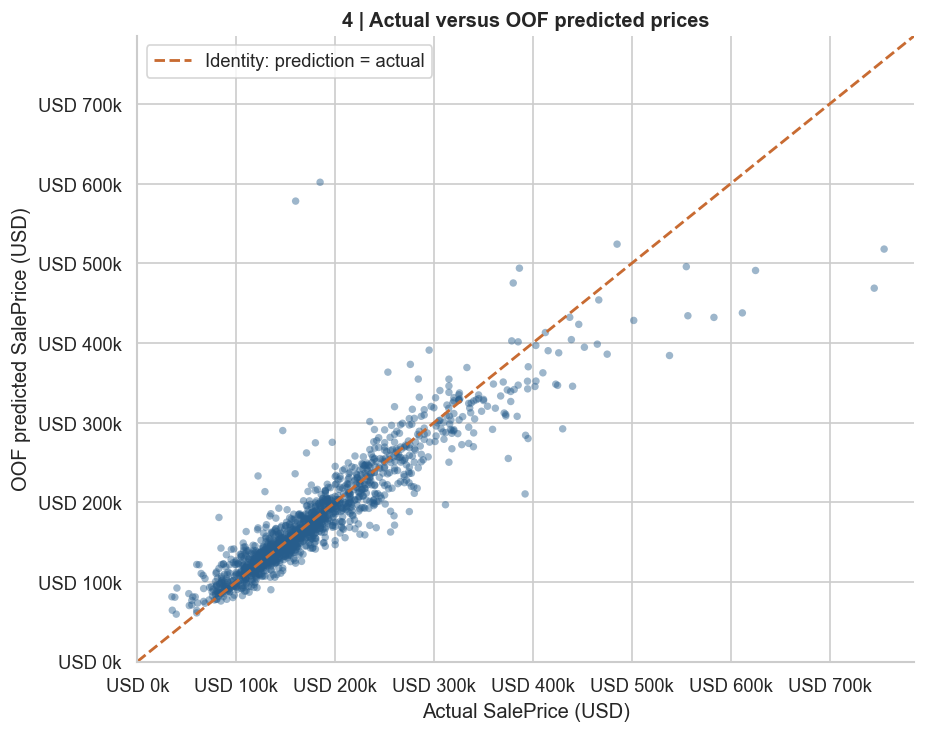 4 | Actual versus OOF predicted prices
Identity: prediction = actual
USD 700k
USD 600k
USD 500k
USD 400k
USD 300k
USD 200k
USD 100k
USD 0k
OOF predicted SalePrice (USD)
USD 0k USD 100k USD 200k USD 300k USD 400k USD 500k USD 600k USD 700k
Actual SalePrice (USD)